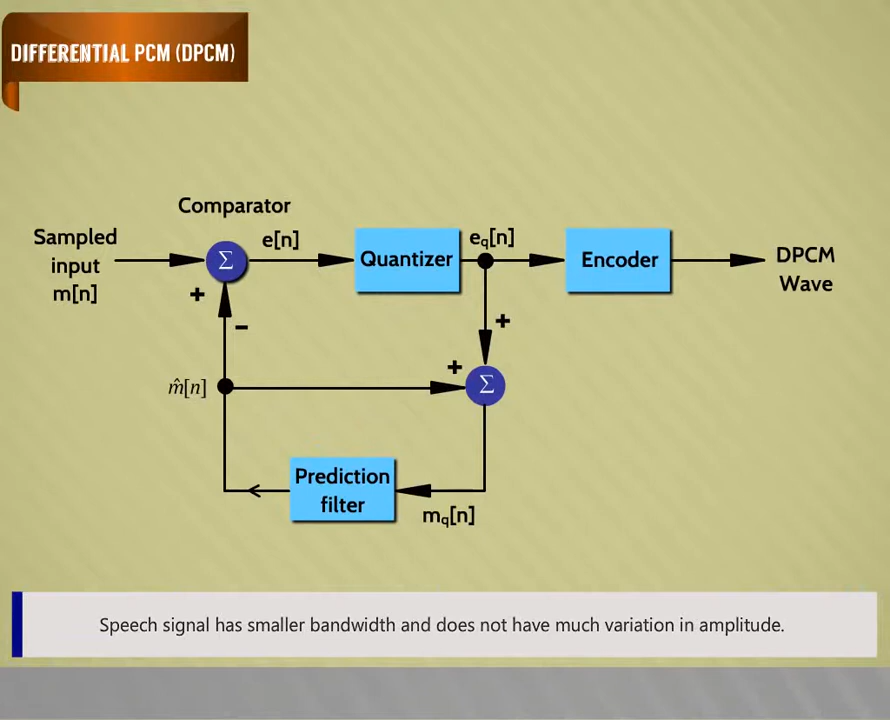 DIFFERENTIAL PCM (DPCM)
Comparator
Sampled
input
m[n]
Σ
e[n]
Quantizer
eq[n]
Encoder
DPCM
Wave
+
−
+
+
m̂[n]
Σ
Prediction
filter
mq[n]
Speech signal has smaller bandwidth and does not have much variation in amplitude.